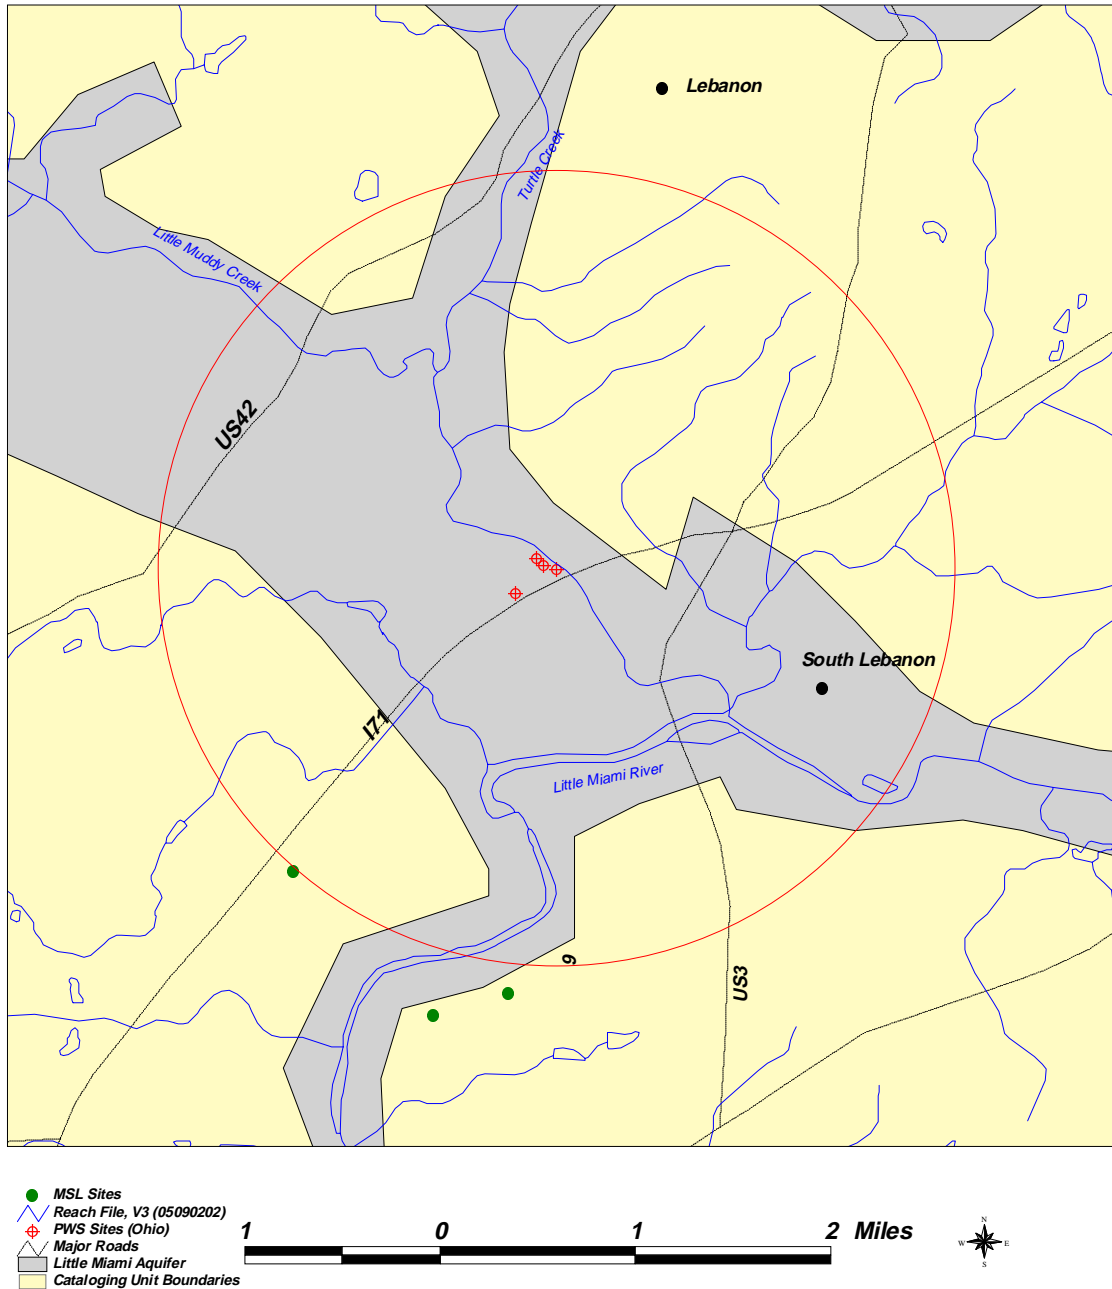 Lebanon
Turtle Creek
Little Muddy Creek
US42
South Lebanon
I71
Little Miami River
9
US3
MSL Sites
Reach File, V3 (05090202)
PWS Sites (Ohio)
Major Roads
Little Miami Aquifer
Cataloging Unit Boundaries
1 0 1 2 Miles
N
W E
S